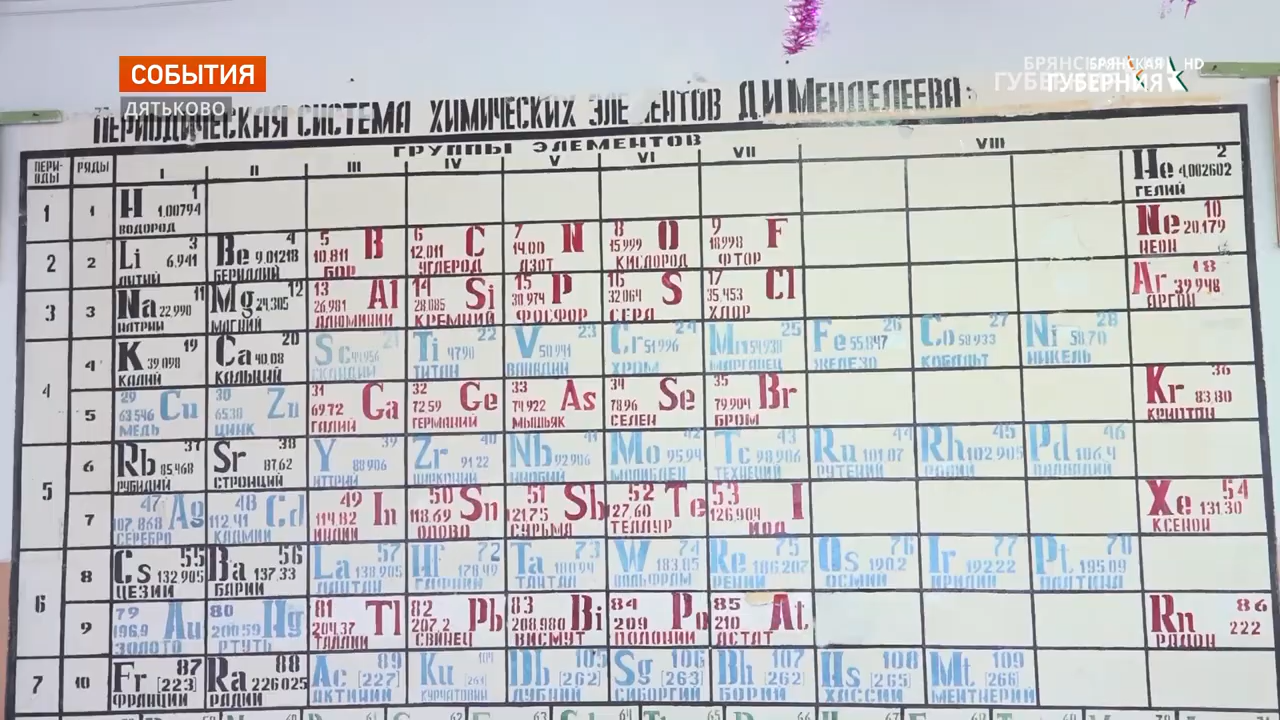 СОБЫТИЯ
ДЯТЬКОВО
БРЯНСКАЯ HD
ГУБЕРНИЯ
ПЕРИОДИЧЕСКАЯ СИСТЕМА ХИМИЧЕСКИХ ЭЛЕ ЕНТОВ Д.И МЕНДЕЛЕЕВА
ГРУППЫ ЭЛЕМЕНТОВ
ПЕРИ-ОДЫ РЯДЫ I II III IV V VI VII VIII
1 1 H 1 1,00794 ВОДОРОД He 2 4,002602 ГЕЛИЙ
2 2 Li 3 6,941 ЛИТИЙ Be 4 9,01218 БЕРИЛЛИЙ 5 B 10,811 БОР 6 C 12,011 УГЛЕРОД 7 N 14,00 АЗОТ 8 O 15,999 КИСЛОРОД 9 F 18,998 ФТОР Ne 10 20,179 НЕОН
3 3 Na 11 22,990 НАТРИЙ Mg 12 24,305 МАГНИЙ 13 Al 26,981 АЛЮМИНИЙ 14 Si 28,085 КРЕМНИЙ 15 P 30,974 ФОСФОР 16 S 32,064 СЕРА 17 Cl 35,453 ХЛОР Ar 18 39,948 АРГОН
4 4 K 19 39,098 КАЛИЙ Ca 20 40,08 КАЛЬЦИЙ Sc 21 44,956 СКАНДИЙ Ti 22 47,90 ТИТАН V 23 50,941 ВАНАДИЙ Cr 24 51,996 ХРОМ Mn 25 54,938 МАРГАНЕЦ Fe 26 55,847 ЖЕЛЕЗО Co 27 58,933 КОБАЛЬТ Ni 28 58,70 НИКЕЛЬ
5 29 Cu 63,546 МЕДЬ 30 Zn 65,30 ЦИНК 31 Ga 69,72 ГАЛИЙ 32 Ge 72,59 ГЕРМАНИЙ 33 As 74,922 МЫШЬЯК 34 Se 78,96 СЕЛЕН 35 Br 79,904 БРОМ Kr 36 83,80 КРИПТОН
5 6 Rb 37 85,468 РУБИДИЙ Sr 38 87,62 СТРОНЦИЙ Y 39 88,906 ИТТРИЙ Zr 40 91,22 ЦИРКОНИЙ Nb 41 92,906 НИОБИЙ Mo 42 95,94 МОЛИБДЕН Tc 43 98,906 ТЕХНЕЦИЙ Ru 44 101,07 РУТЕНИЙ Rh 45 102,905 РОДИЙ Pd 46 106,4 ПАЛЛАДИЙ
7 47 Ag 107,868 СЕРЕБРО 48 Cd 112,41 КАДМИЙ 49 In 114,82 ИНДИЙ 50 Sn 118,69 ОЛОВО 51 Sb 121,75 СУРЬМА 52 Te 127,60 ТЕЛЛУР 53 I 126,904 ИОД Xe 54 131,30 КСЕНОН
6 8 Cs 55 132,905 ЦЕЗИЙ Ba 56 137,33 БАРИЙ La 57 138,905 ЛАНТАН Hf 72 178,49 ГАФНИЙ Ta 73 180,94 ТАНТАЛ W 74 183,85 ВОЛЬФРАМ Re 75 186,207 РЕНИЙ Os 76 190,2 ОСМИЙ Ir 77 192,22 ИРИДИЙ Pt 78 195,09 ПЛАТИНА
9 79 Au 196,9 ЗОЛОТО 80 Hg 200,59 РТУТЬ 81 Tl 204,37 ТАЛЛИЙ 82 Pb 207,2 СВИНЕЦ 83 Bi 208,980 ВИСМУТ 84 Po 209 ПОЛОНИЙ 85 At 210 АСТАТ Rn 86 222 РАДОН
7 10 Fr 87 [223] ФРАНЦИЙ Ra 88 226,025 РАДИЙ Ac 89 [227] АКТИНИЙ Ku 104 [261] КУРЧАТОВИЙ Db 105 [262] ДУБНИЙ Sg 106 [263] СИБОРГИЙ Bh 107 [262] БОРИЙ Hs 108 [265] ХАССИЙ Mt 109 [266] МЕЙТНЕРИЙ